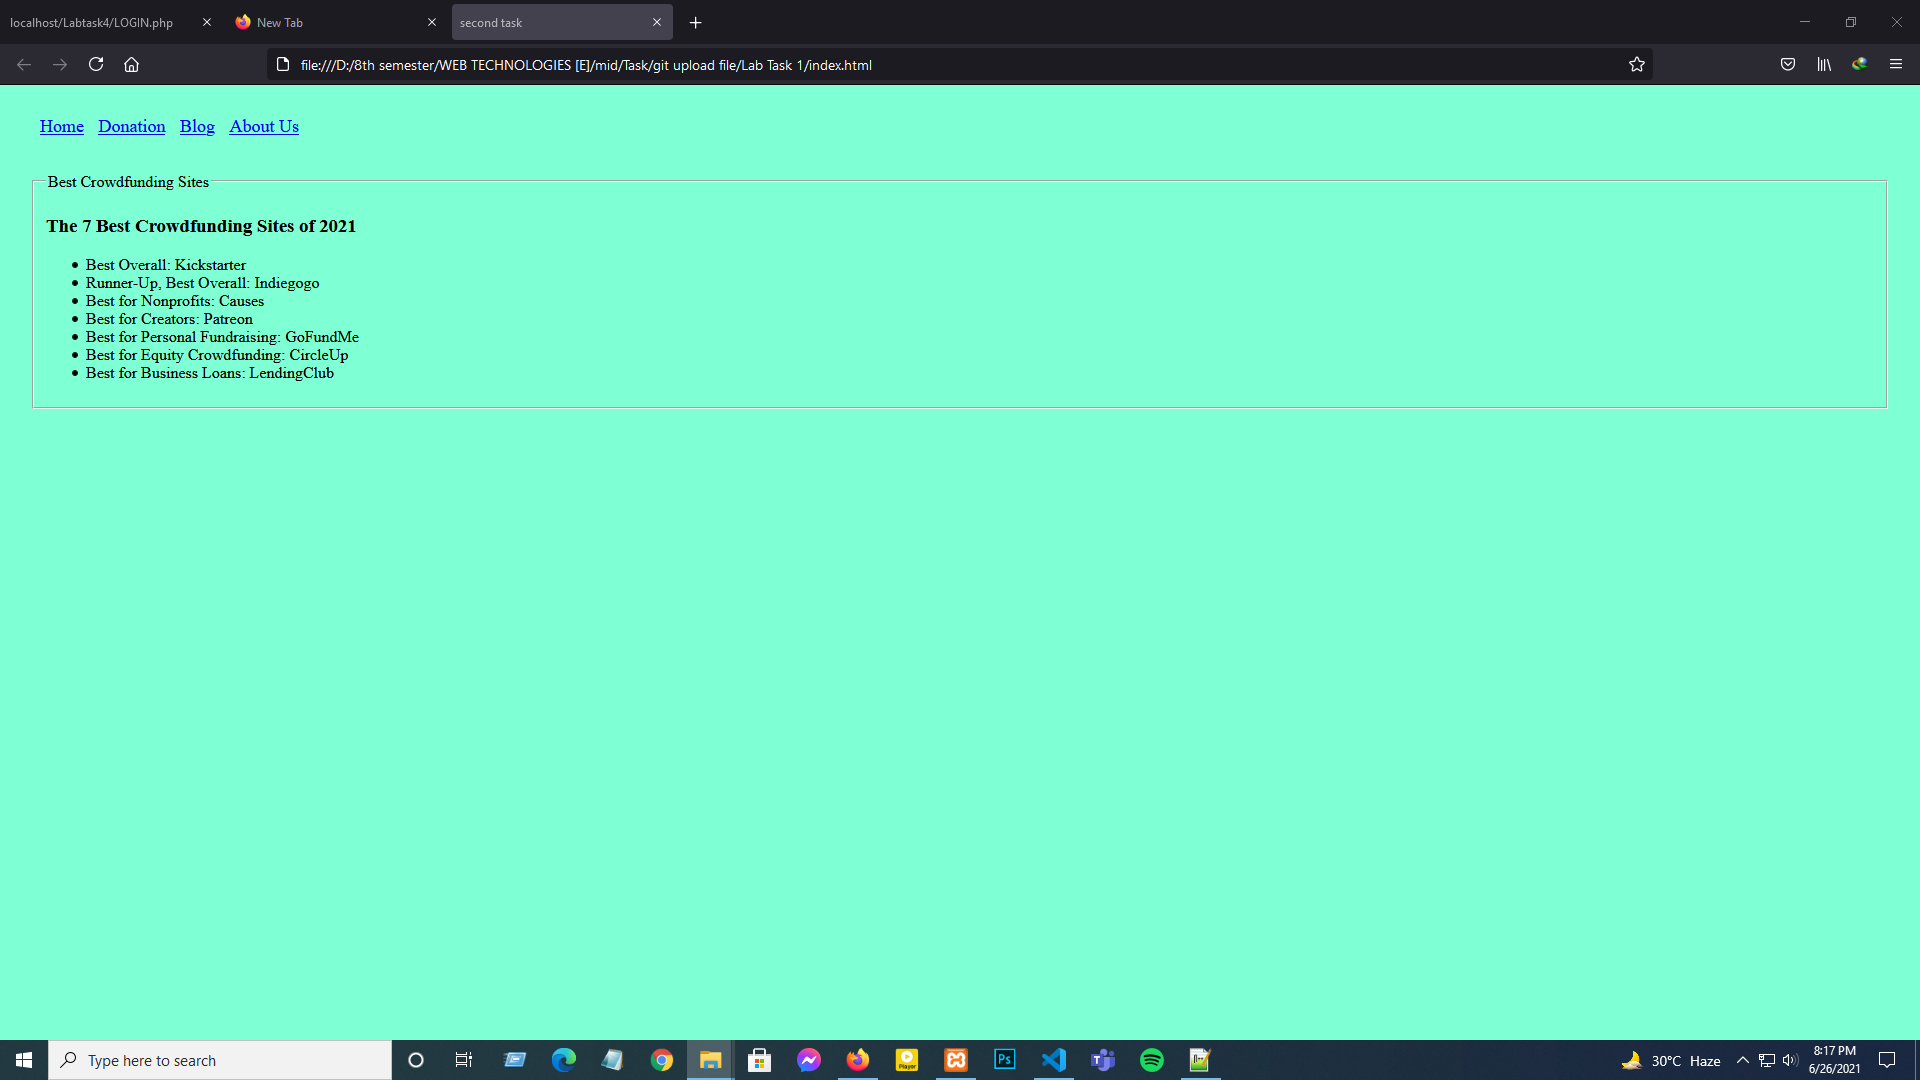 localhost/Labtask4/LOGIN.php
New Tab
second task
file:///D:/8th semester/WEB TECHNOLOGIES [E]/mid/Task/git upload file/Lab Task 1/index.html
Home Donation Blog About Us
Best Crowdfunding Sites
The 7 Best Crowdfunding Sites of 2021
Best Overall: Kickstarter
Runner-Up, Best Overall: Indiegogo
Best for Nonprofits: Causes
Best for Creators: Patreon
Best for Personal Fundraising: GoFundMe
Best for Equity Crowdfunding: CircleUp
Best for Business Loans: LendingClub
Type here to search
Player
Ps
30°C Haze
8:17 PM
6/26/2021